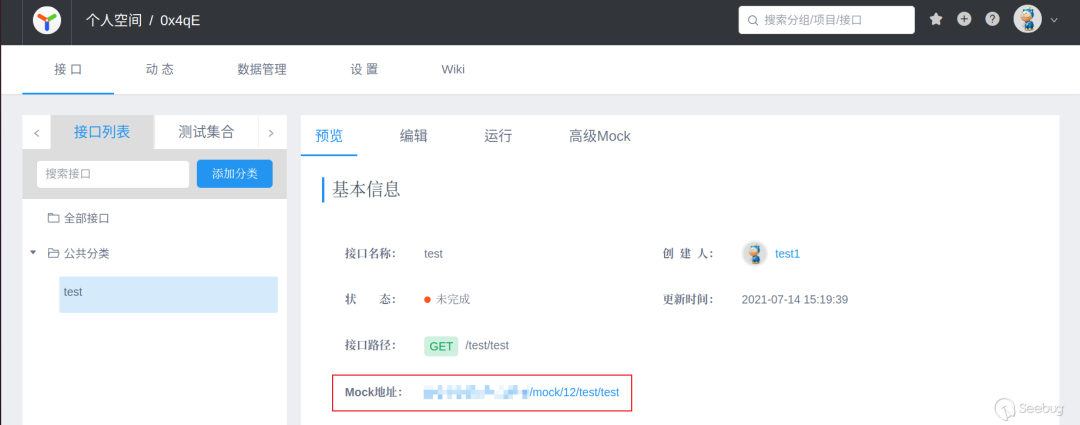 个人空间 / 0x4qE
搜索分组/项目/接口
接 口 动 态 数据管理 设 置 Wiki
接口列表 测试集合
预览 编辑 运行 高级Mock
搜索接口 添加分类
基本信息
全部接口
公共分类
test
接口名称： test 创 建 人： test1
状 态： 未完成 更新时间： 2021-07-14 15:19:39
接口路径： GET /test/test
Mock地址： /mock/12/test/test
Seebug